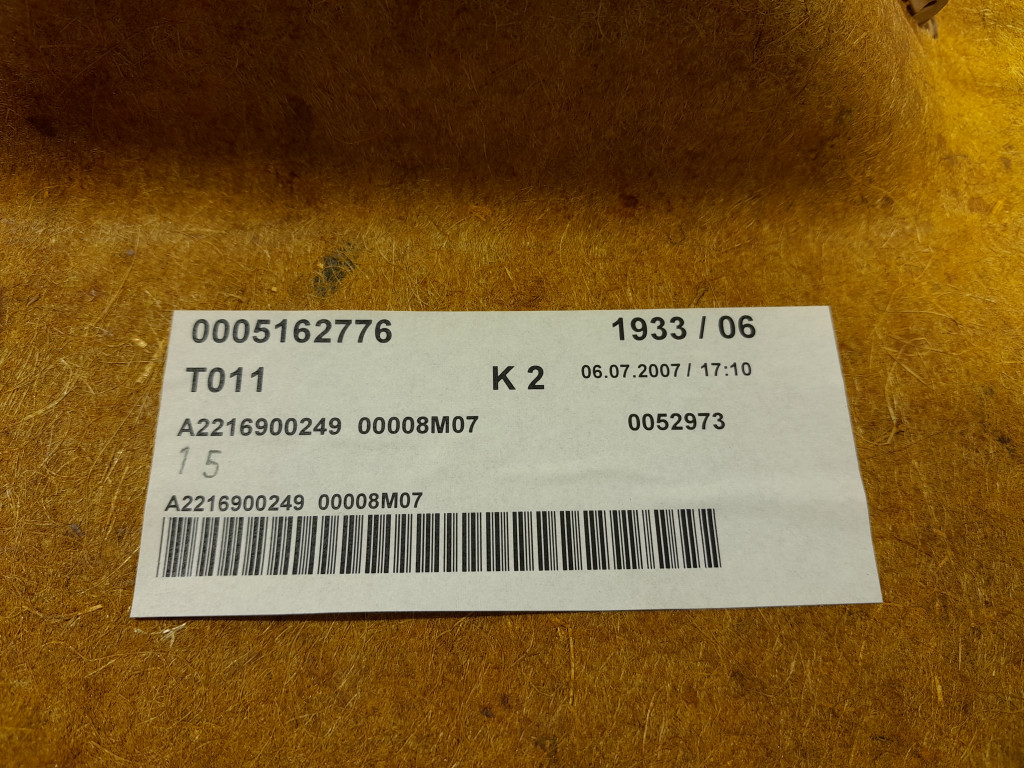 0005162776 1933 / 06
T011 K 2 06.07.2007 / 17:10
A2216900249 00008M07 0052973
15
A2216900249 00008M07